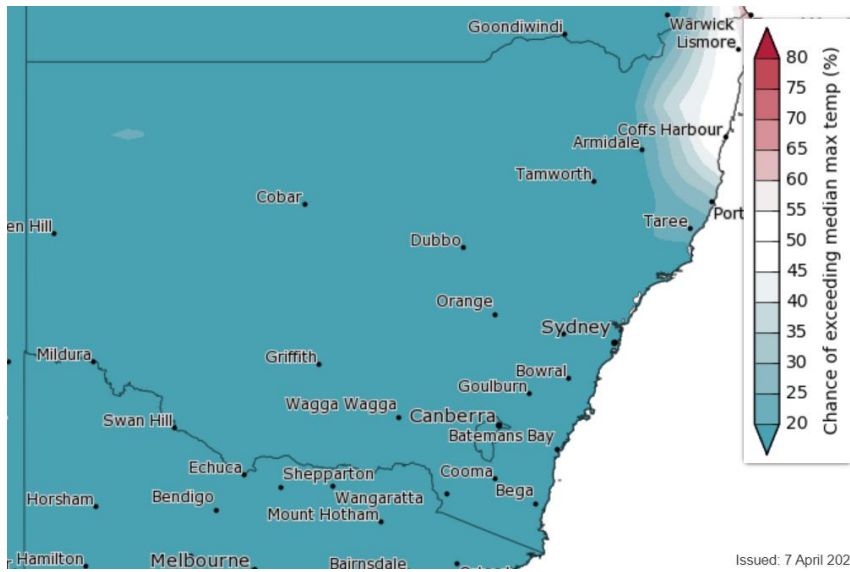 Goondiwindi
Warwick
Lismore
Coffs Harbour
Armidale
Tamworth
Cobar
en Hill
Port
Taree
Dubbo
Orange
Sydney
Mildura
Griffith
Bowral
Goulburn
Wagga Wagga
Canberra
Swan Hill
Batemans Bay
Echuca
Shepparton
Cooma
Horsham
Bendigo
Wangaratta
Bega
Mount Hotham
r Hamilton
Melbourne
Bairnsdale
80
75
70
65
60
55
50
45
40
35
30
25
20
Chance of exceeding median max temp (%)
Issued: 7 April 202